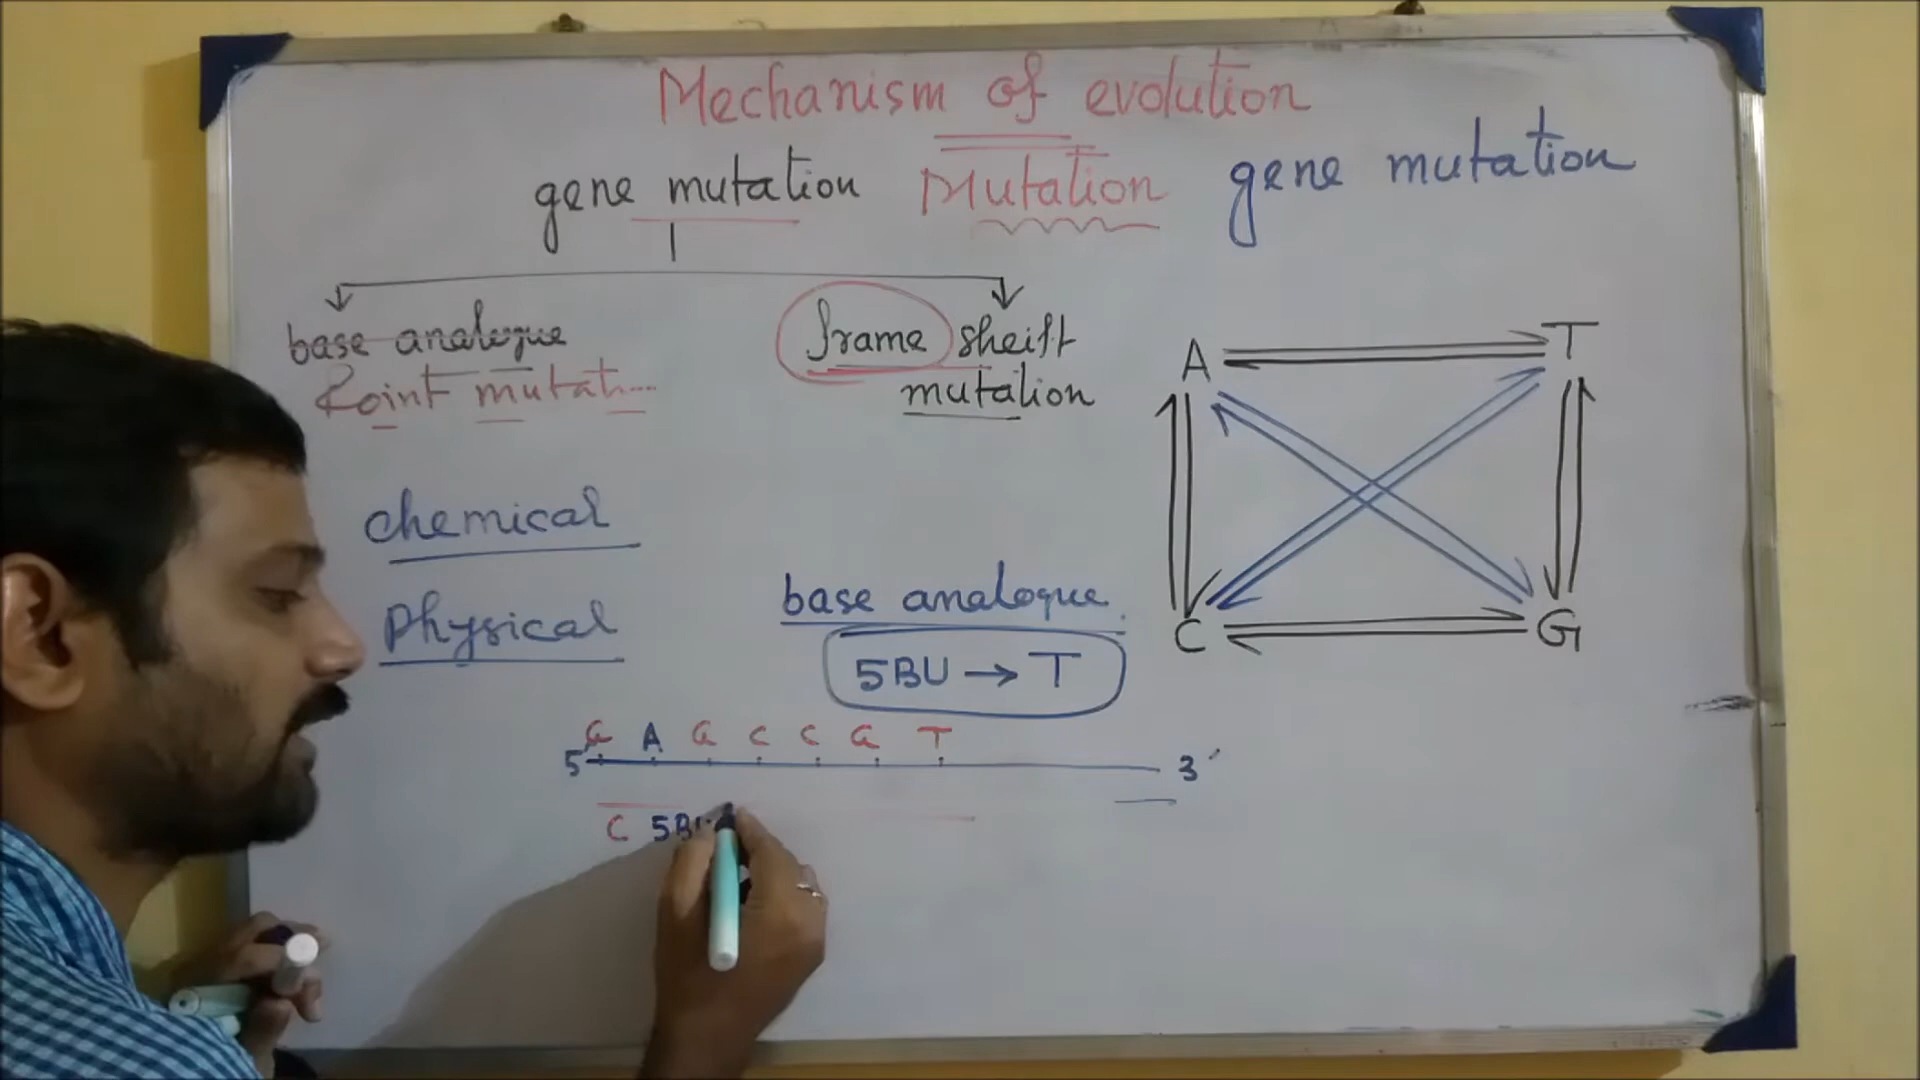 Mechanism of evolution
gene mutation Mutation gene mutation
base analogue
Point mutat....
frame sheift
mutation
A T
C G
chemical
Physical
base analogue
5BU → T
G A G C C G T
5 3'
C 5BU